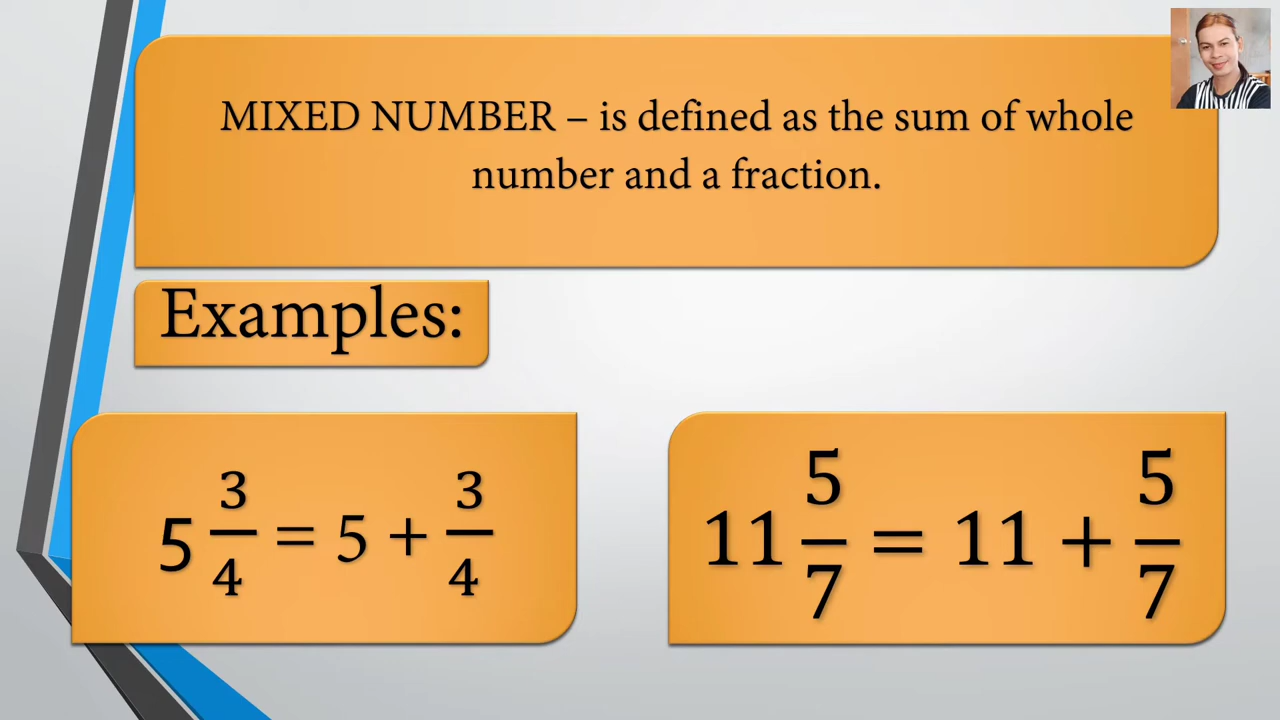 MIXED NUMBER – is defined as the sum of whole
number and a fraction.
Examples:
5 3/4 = 5 + 3/4
11 5/7 = 11 + 5/7